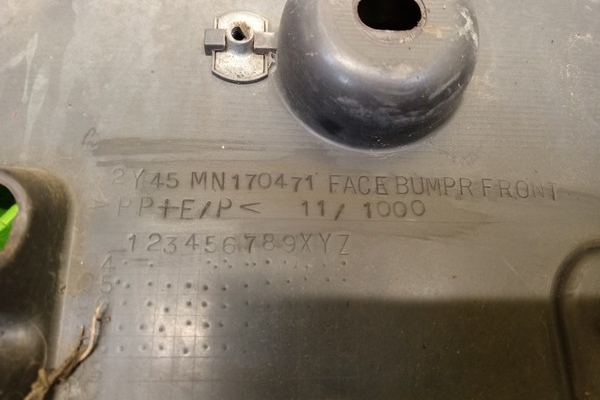 2Y45 MN170471 FACE BUMPR FRONT
>PP+E/P< 11/1000
123456789XYZ
4
5